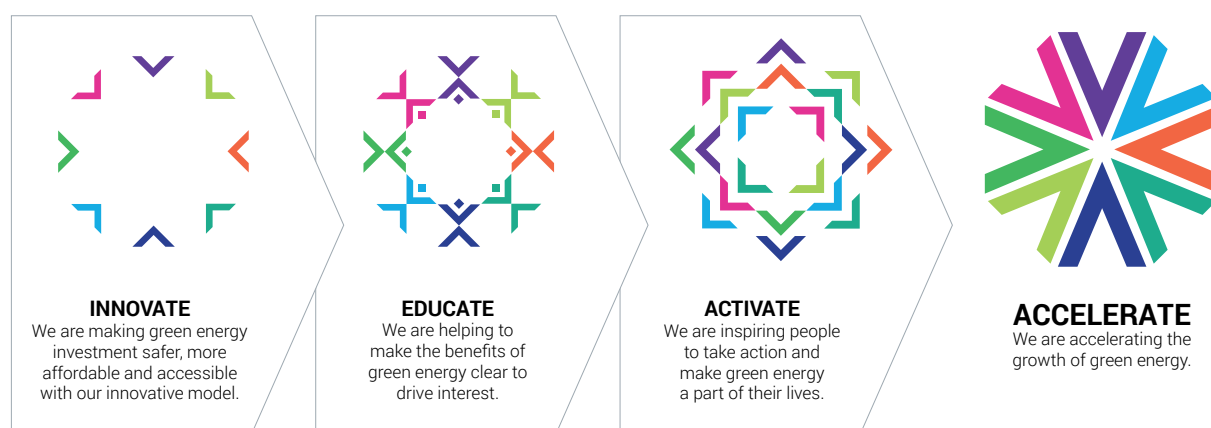 INNOVATE
We are making green energy
investment safer, more
affordable and accessible
with our innovative model.
EDUCATE
We are helping to
make the benefits of
green energy clear to
drive interest.
ACTIVATE
We are inspiring people
to take action and
make green energy
a part of their lives.
ACCELERATE
We are accelerating the
growth of green energy.